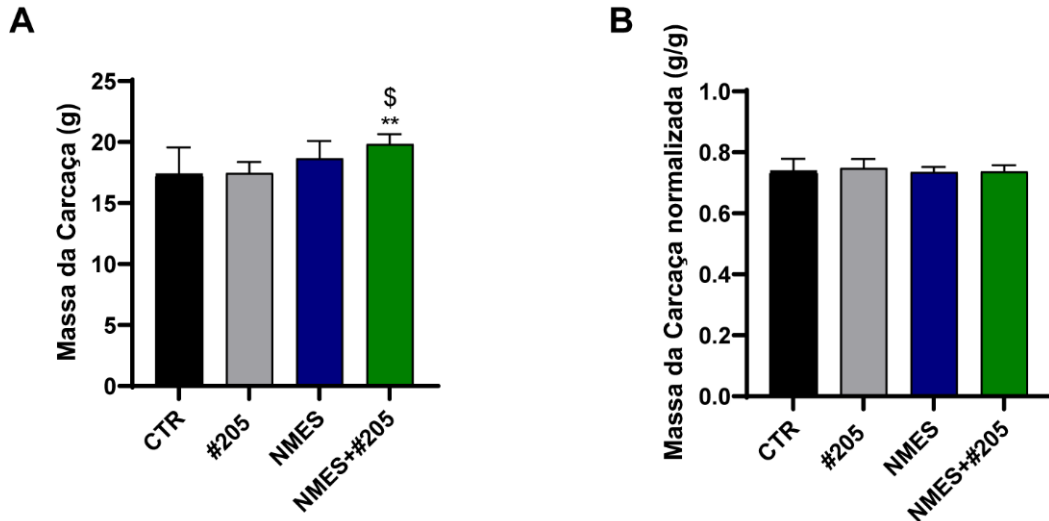 A
Massa da Carcaça (g)
25
20
15
10
5
0
$
**
CTR
#205
NMES
NMES+#205
B
Massa da Carcaça normalizada (g/g)
1.0
0.8
0.6
0.4
0.2
0.0
CTR
#205
NMES
NMES+#205